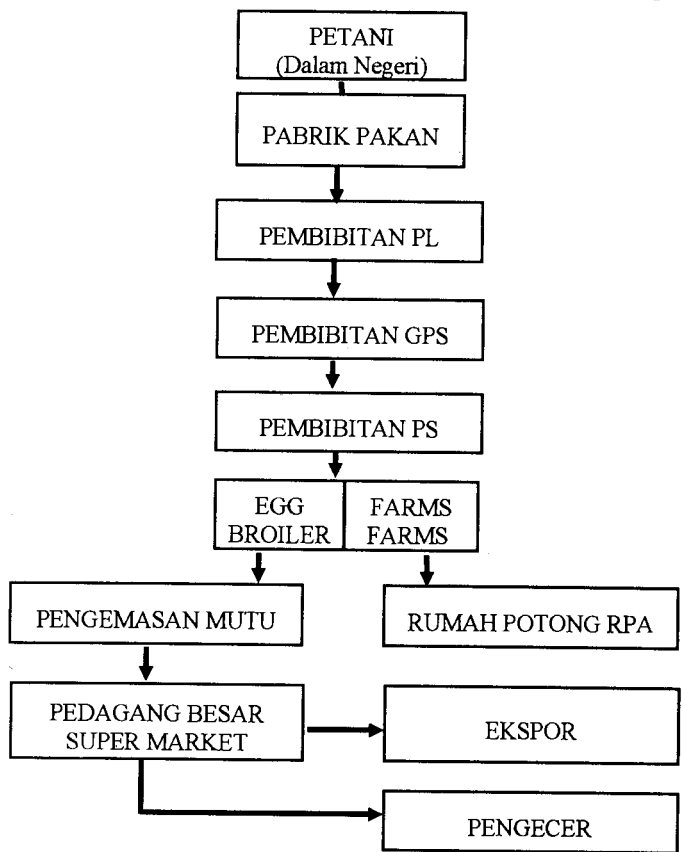 PETANI
(Dalam Negeri)
PABRIK PAKAN
PEMBIBITAN PL
PEMBIBITAN GPS
PEMBIBITAN PS
EGG
BROILER
FARMS
FARMS
PENGEMASAN MUTU
RUMAH POTONG RPA
PEDAGANG BESAR
SUPER MARKET
EKSPOR
PENGECER